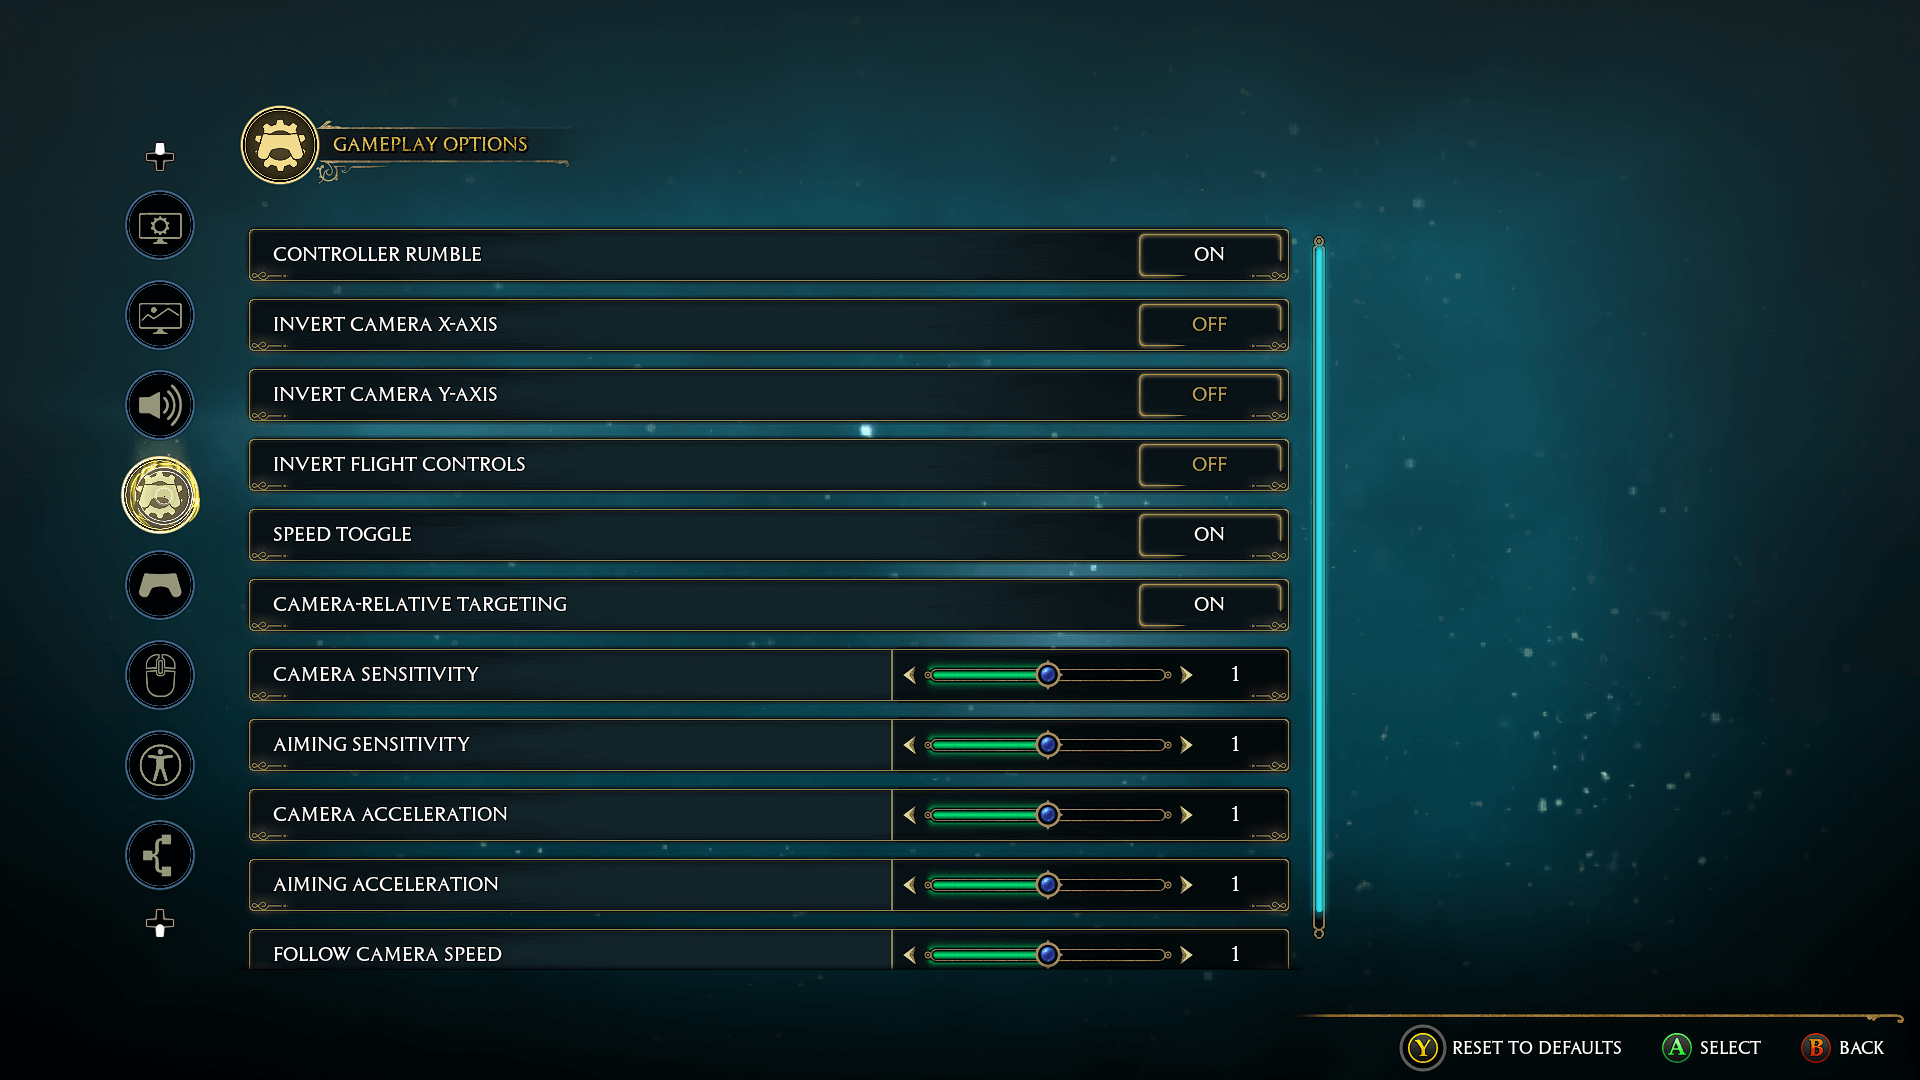 GAMEPLAY OPTIONS
CONTROLLER RUMBLE ON
INVERT CAMERA X-AXIS OFF
INVERT CAMERA Y-AXIS OFF
INVERT FLIGHT CONTROLS OFF
SPEED TOGGLE ON
CAMERA-RELATIVE TARGETING ON
CAMERA SENSITIVITY 1
AIMING SENSITIVITY 1
CAMERA ACCELERATION 1
AIMING ACCELERATION 1
FOLLOW CAMERA SPEED 1
Y RESET TO DEFAULTS A SELECT B BACK